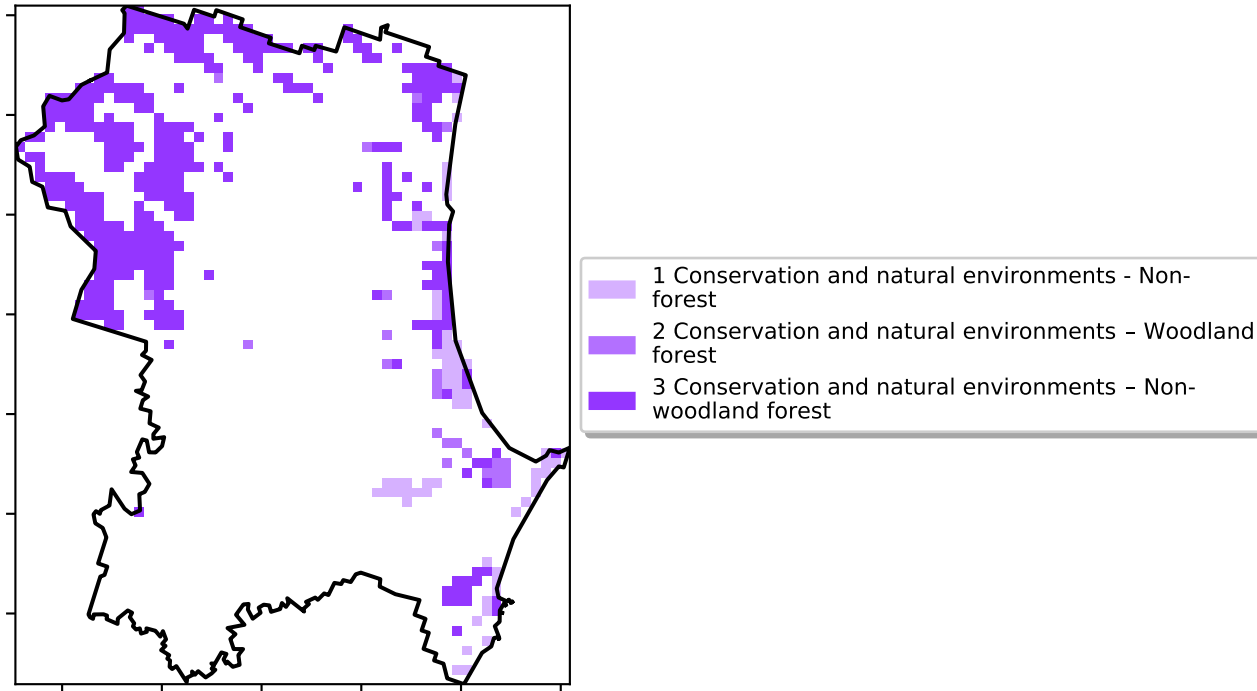 1 Conservation and natural environments - Non-
forest
2 Conservation and natural environments – Woodland
forest
3 Conservation and natural environments – Non-
woodland forest